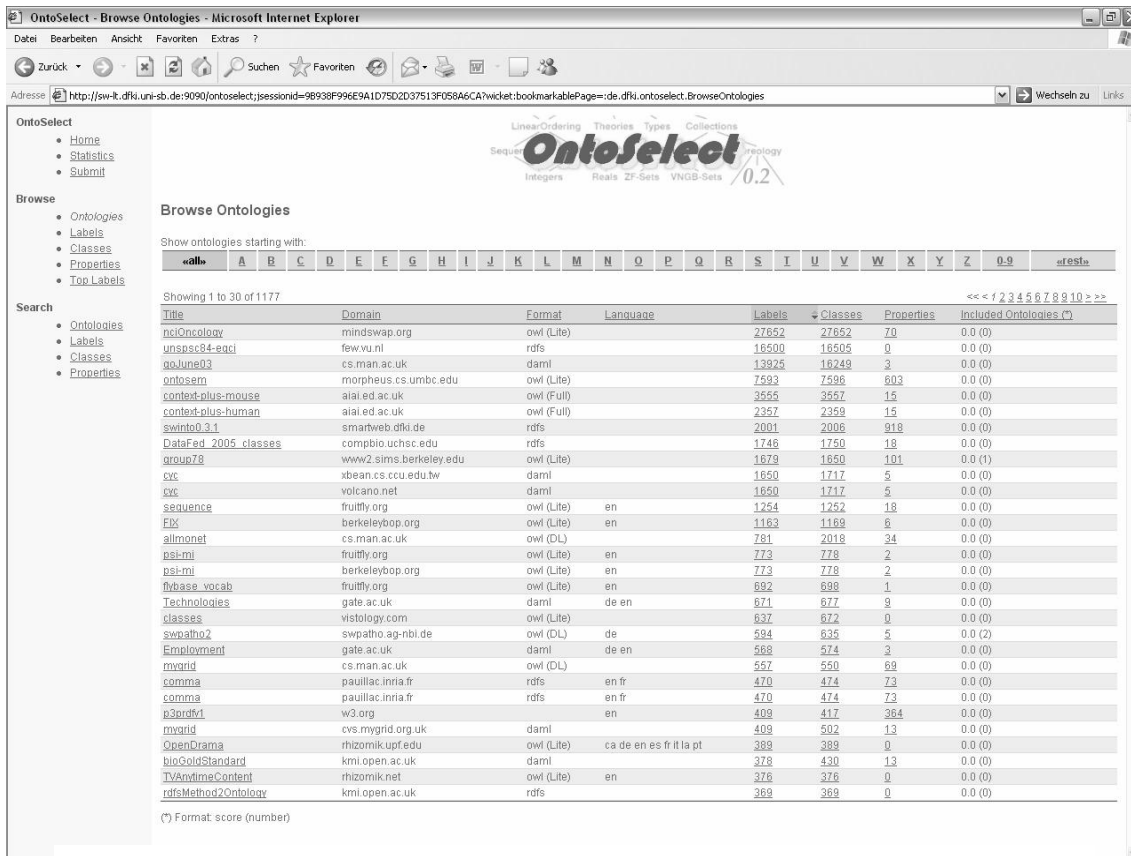 OntoSelect - Browse Ontologies - Microsoft Internet Explorer
Datei Bearbeiten Ansicht Favoriten Extras ?
Zurück Suchen Favoriten
Adresse http://sw-lt.dfki.uni-sb.de:9090/ontoselect;jsessionid=9B938F996E9A1D75D2D37513F058A6CA?wicket:bookmarkablePage=:de.dfki.ontoselect.BrowseOntologies Wechseln zu Links
OntoSelect
Home
Statistics
Submit
Browse
Ontologies
Labels
Classes
Properties
Top Labels
Search
Ontologies
Labels
Classes
Properties
LinearOrdering Theories Types Collections
OntoSelect
Integers Reals ZF-Sets VNGB-Sets 0.2
Browse Ontologies
Show ontologies starting with:
«all» A B C D E F G H I J K L M N O P Q R S T U V W X Y Z 0-9 «rest»
Showing 1 to 30 of 1177 << < 1 2 3 4 5 6 7 8 9 10 > >>
Title Domain Format Language Labels Classes Properties Included Ontologies (*)
nciOncology mindswap.org owl (Lite) 27652 27652 70 0.0 (0)
unspsc84-eqci few.vu.nl rdfs 16500 16505 0 0.0 (0)
goJune03 cs.man.ac.uk daml 13925 16249 3 0.0 (0)
ontosem morpheus.cs.umbc.edu owl (Lite) 7593 7596 603 0.0 (0)
context-plus-mouse aiai.ed.ac.uk owl (Full) 3555 3557 15 0.0 (0)
context-plus-human aiai.ed.ac.uk owl (Full) 2357 2359 15 0.0 (0)
swinto0.3.1 smartweb.dfki.de rdfs 2001 2006 918 0.0 (0)
DataFed_2005_classes compbio.uchsc.edu rdfs 1746 1750 18 0.0 (0)
group78 www2.sims.berkeley.edu owl (Lite) 1679 1650 101 0.0 (1)
cyc xbean.cs.ccu.edu.tw daml 1650 1717 5 0.0 (0)
cyc volcano.net daml 1650 1717 5 0.0 (0)
sequence fruitfly.org owl (Lite) en 1254 1252 18 0.0 (0)
FIX berkeleybop.org owl (Lite) en 1163 1169 6 0.0 (0)
allmonet cs.man.ac.uk owl (DL) 781 2018 34 0.0 (0)
psi-mi fruitfly.org owl (Lite) en 773 778 2 0.0 (0)
psi-mi berkeleybop.org owl (Lite) en 773 778 2 0.0 (0)
flybase_vocab fruitfly.org owl (Lite) en 692 698 1 0.0 (0)
Technologies gate.ac.uk daml de en 671 677 9 0.0 (0)
classes vistology.com owl (Lite) 637 672 0 0.0 (0)
swpatho2 swpatho.ag-nbi.de owl (DL) de 594 635 5 0.0 (2)
Employment gate.ac.uk daml de en 568 574 3 0.0 (0)
mygrid cs.man.ac.uk owl (DL) 557 550 69 0.0 (0)
comma pauillac.inria.fr rdfs en fr 470 474 73 0.0 (0)
comma pauillac.inria.fr rdfs en fr 470 474 73 0.0 (0)
p3prdfv1 w3.org en 409 417 364 0.0 (0)
mygrid cvs.mygrid.org.uk daml 409 502 13 0.0 (0)
OpenDrama rhizomik.upf.edu owl (Lite) ca de en es fr it la pt 389 389 0 0.0 (0)
bioGoldStandard kmi.open.ac.uk daml 378 430 13 0.0 (0)
TVAnytimeContent rhizomik.net owl (Lite) en 376 376 0 0.0 (0)
rdfsMethod2Ontology kmi.open.ac.uk rdfs 369 369 0 0.0 (0)
(*) Format: score (number)